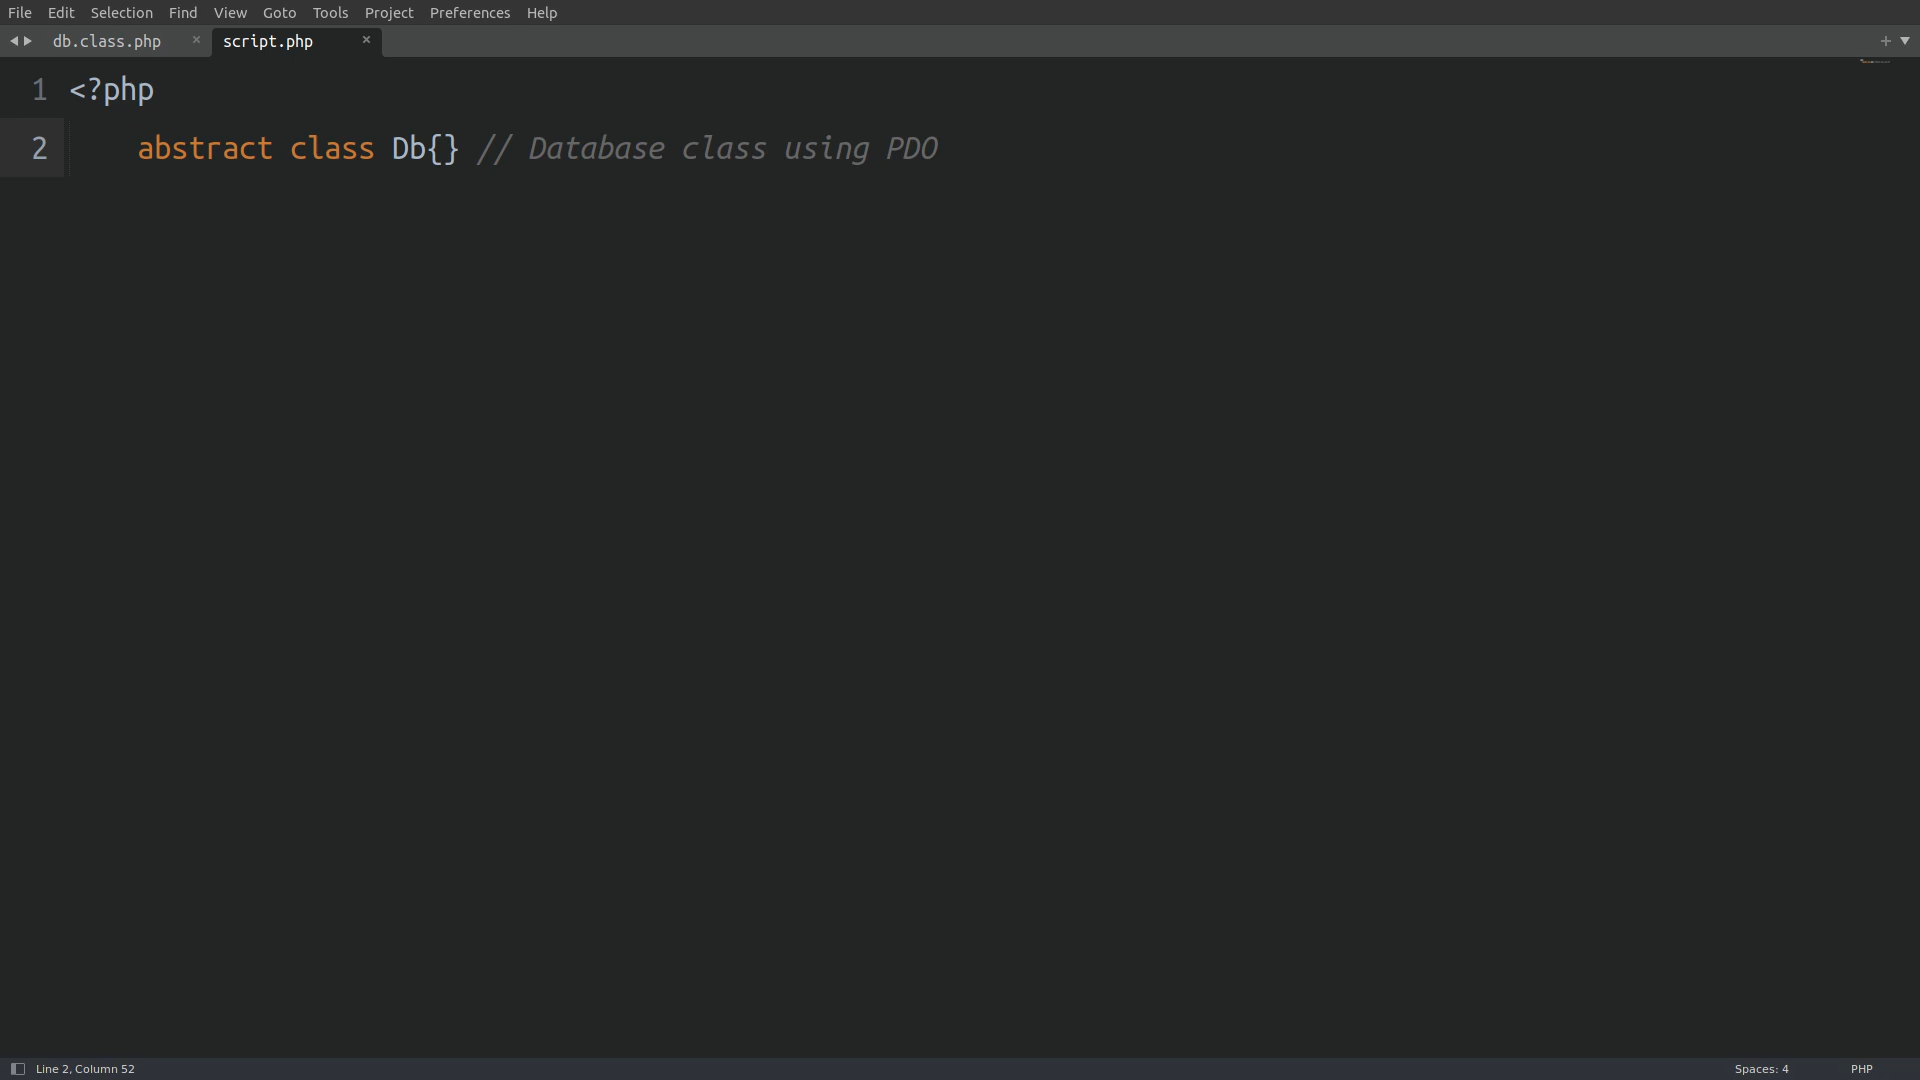 File Edit Selection Find View Goto Tools Project Preferences Help
db.class.php × script.php ×
1 <?php
2 abstract class Db{} // Database class using PDO
Line 2, Column 52 Spaces: 4 PHP